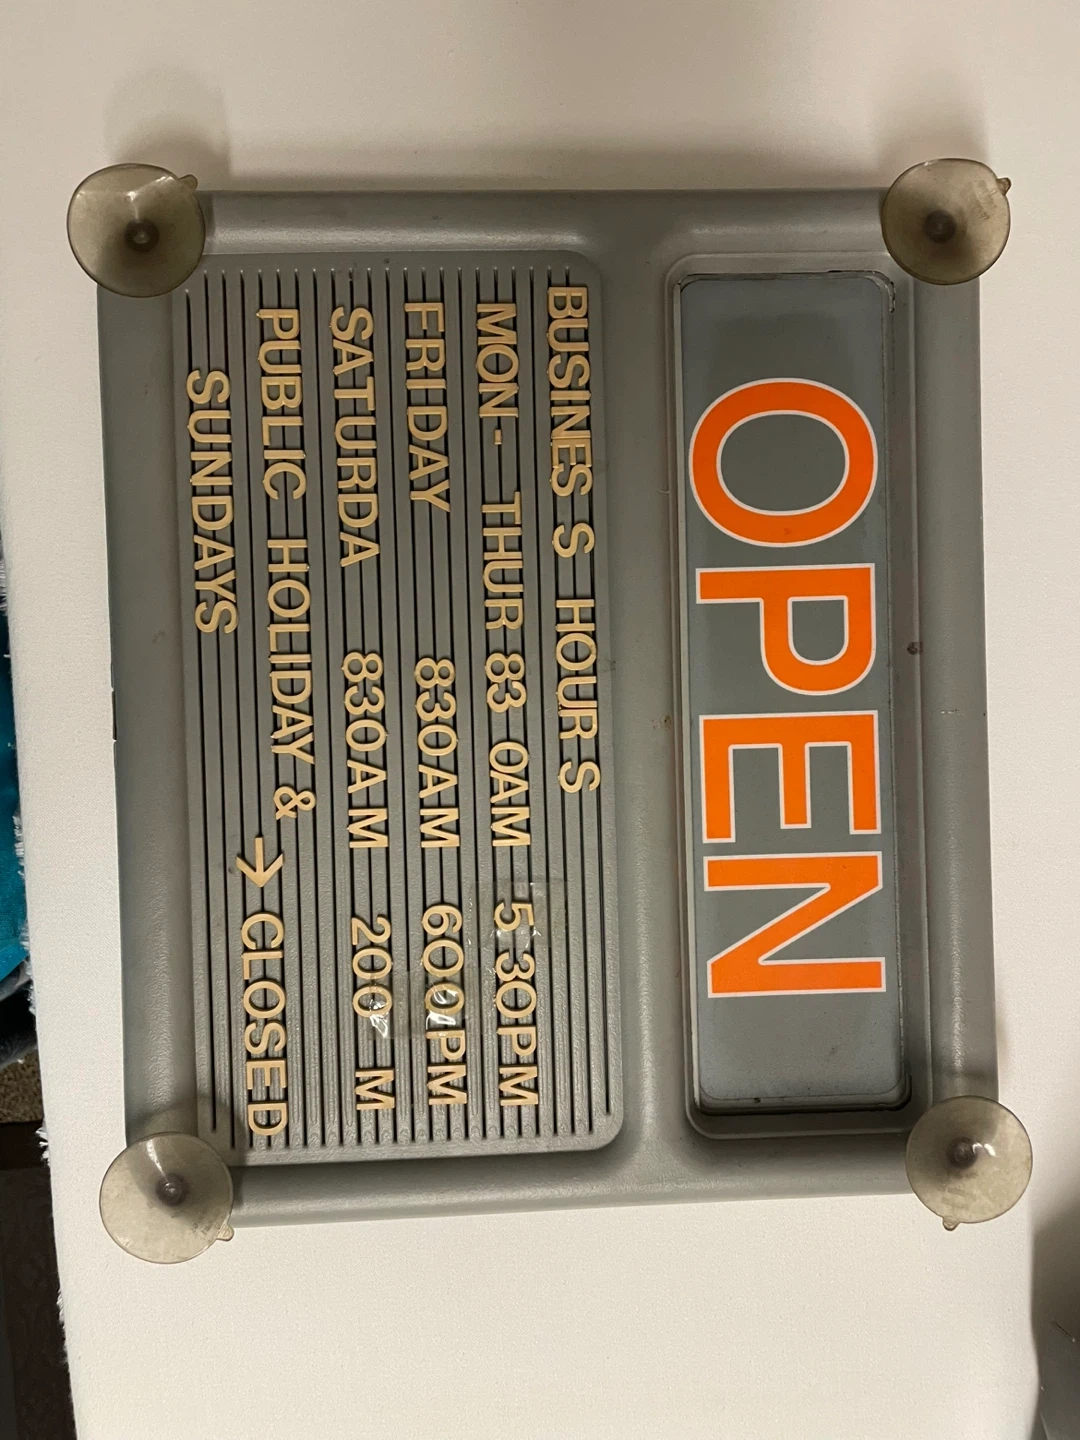 OPEN
BUSINES S HOUR S
MON- THUR 83 0AM 5 30PM
FRIDAY 830AM 600PM
SATURDA 830AM 200 M
PUBLIC HOLIDAY &
→ CLOSED
SUNDAYS